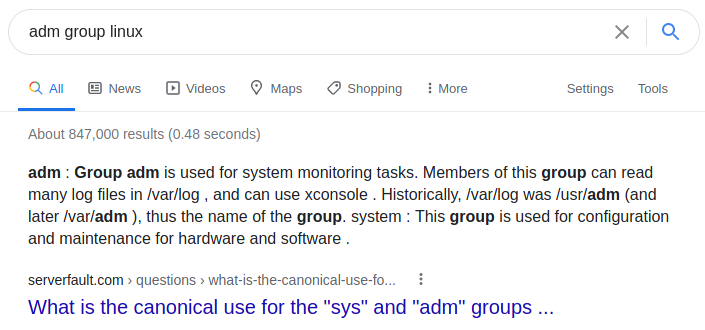 adm group linux
All News Videos Maps Shopping More Settings Tools
About 847,000 results (0.48 seconds)
adm : Group adm is used for system monitoring tasks. Members of this group can read
many log files in /var/log , and can use xconsole . Historically, /var/log was /usr/adm (and
later /var/adm ), thus the name of the group. system : This group is used for configuration
and maintenance for hardware and software .
serverfault.com › questions › what-is-the-canonical-use-fo...
What is the canonical use for the "sys" and "adm" groups ...